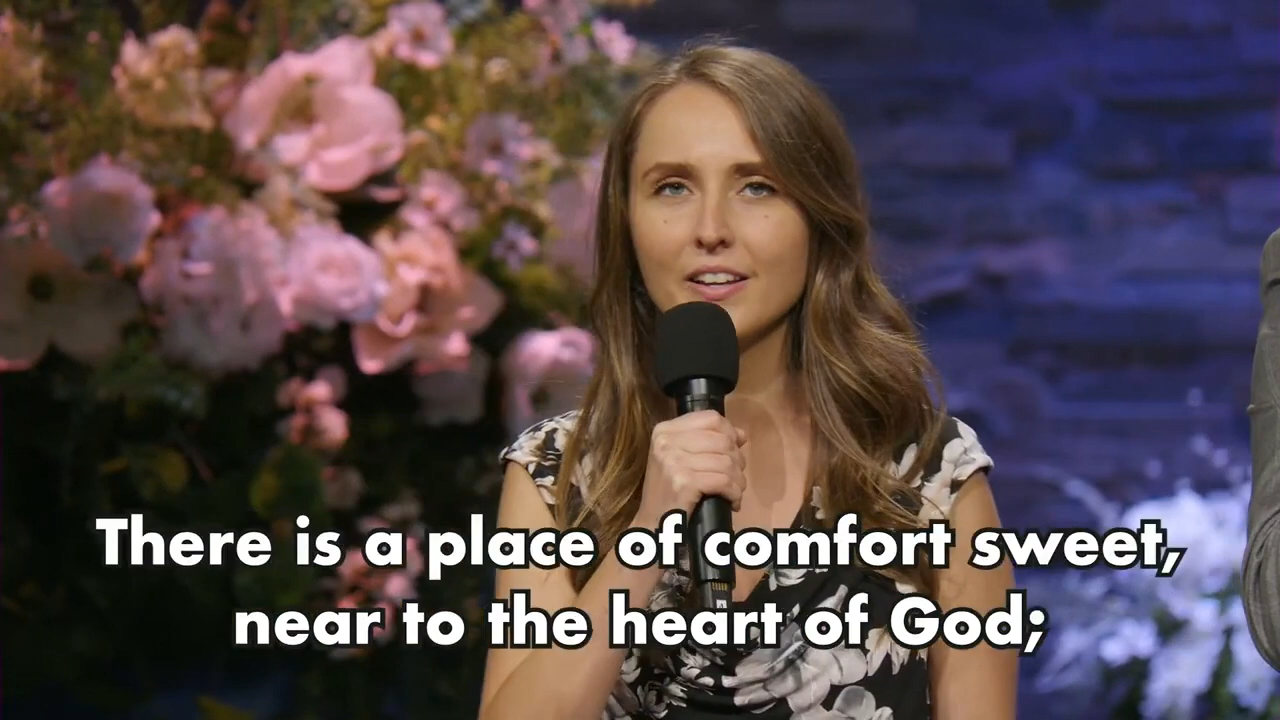 There is a place of comfort sweet,
near to the heart of God;